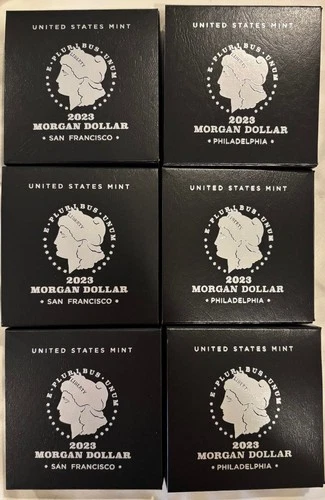 UNITED STATES MINT
E·PLURIBUS·UNUM
LIBERTY
2023
MORGAN DOLLAR
• SAN FRANCISCO •
UNITED STATES MINT
E·PLURIBUS·UNUM
LIBERTY
2023
MORGAN DOLLAR
• PHILADELPHIA •
UNITED STATES MINT
E·PLURIBUS·UNUM
LIBERTY
2023
MORGAN DOLLAR
• SAN FRANCISCO •
UNITED STATES MINT
E·PLURIBUS·UNUM
LIBERTY
2023
MORGAN DOLLAR
• PHILADELPHIA •
UNITED STATES MINT
E·PLURIBUS·UNUM
LIBERTY
2023
MORGAN DOLLAR
• SAN FRANCISCO •
UNITED STATES MINT
E·PLURIBUS·UNUM
LIBERTY
2023
MORGAN DOLLAR
• PHILADELPHIA •